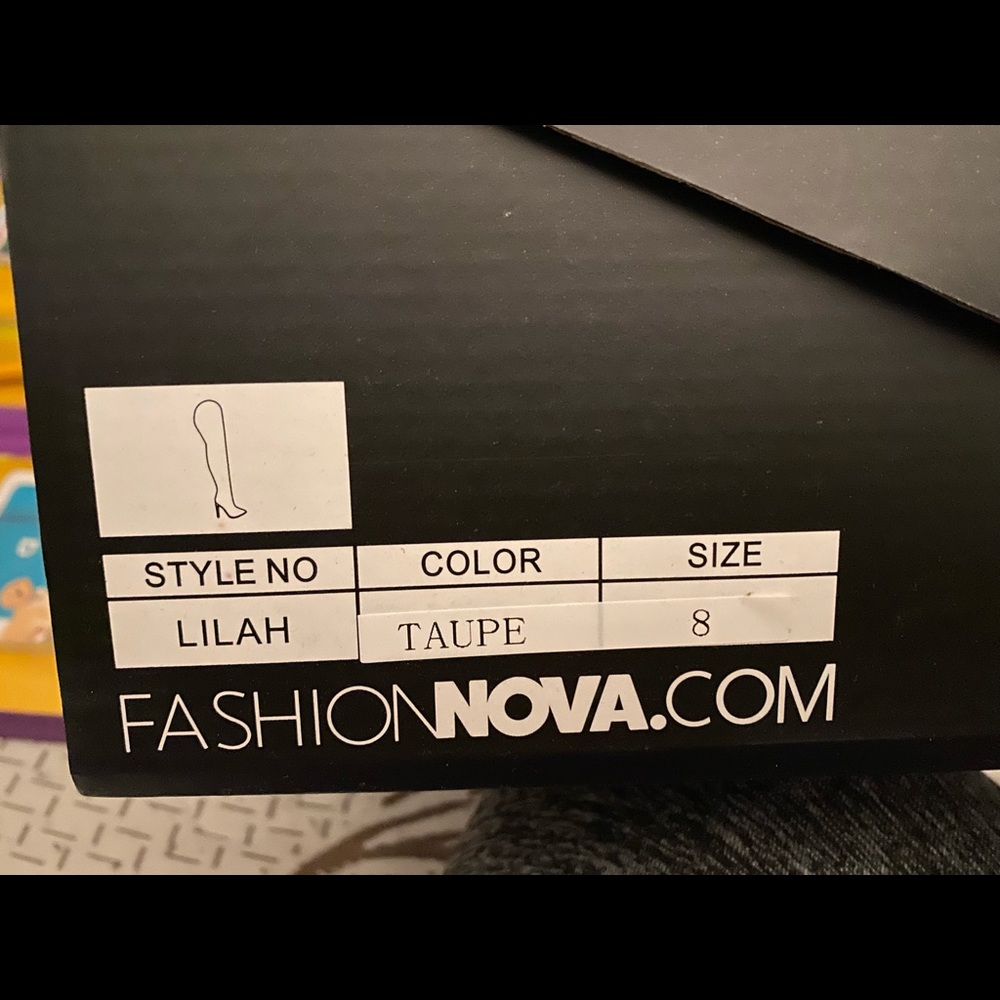 STYLE NO COLOR SIZE
LILAH TAUPE 8
FASHIONNOVA.COM